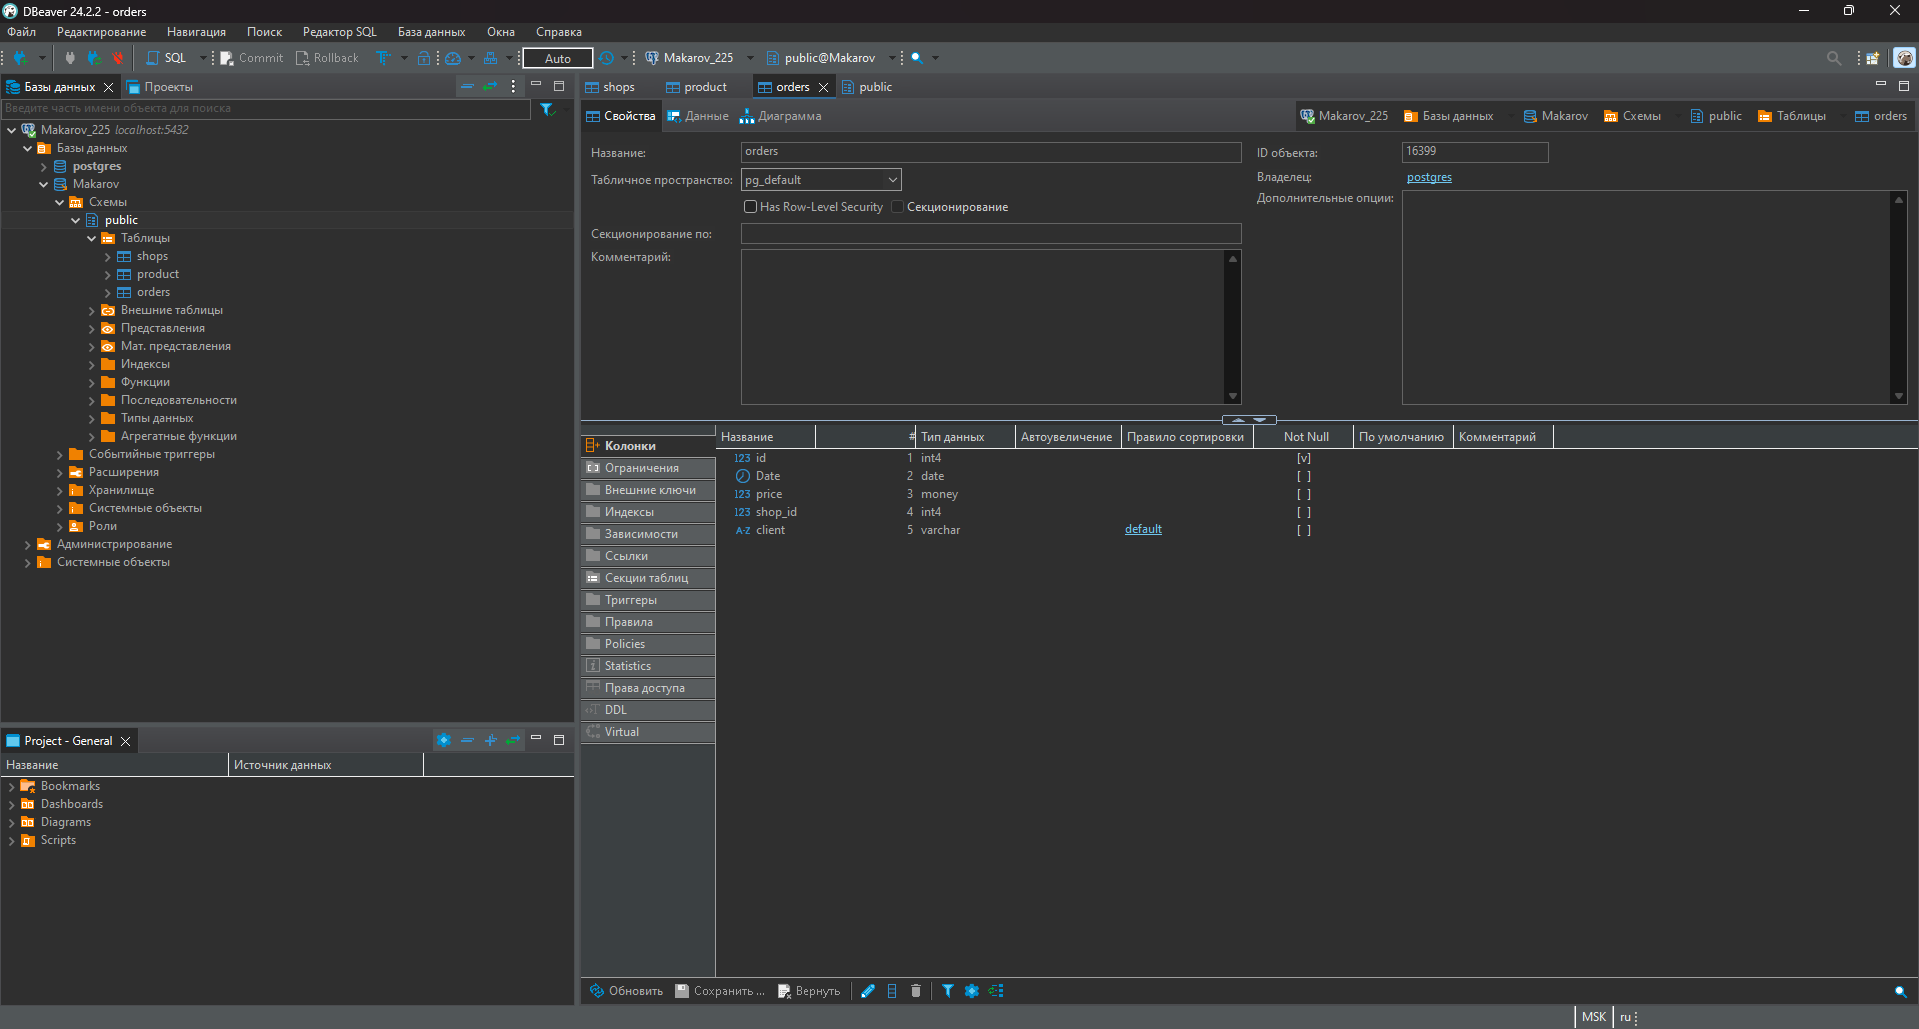 DBeaver 24.2.2 - orders
Файл Редактирование Навигация Поиск Редактор SQL База данных Окна Справка
SQL Commit Rollback Auto Makarov_225 public@Makarov
Базы данных Проекты
Введите часть имени объекта для поиска
Makarov_225 localhost:5432
Базы данных
postgres
Makarov
Схемы
public
Таблицы
shops
product
orders
Внешние таблицы
Представления
Мат. представления
Индексы
Функции
Последовательности
Типы данных
Агрегатные функции
Событийные триггеры
Расширения
Хранилище
Системные объекты
Роли
Администрирование
Системные объекты
Project - General
Название Источник данных
Bookmarks
Dashboards
Diagrams
Scripts
shops product orders public
Свойства Данные Диаграмма Makarov_225 Базы данных Makarov Схемы public Таблицы orders
Название: orders
Табличное пространство: pg_default
Has Row-Level Security Секционирование
Секционирование по:
Комментарий:
ID объекта: 16399
Владелец: postgres
Дополнительные опции:
Колонки
Ограничения
Внешние ключи
Индексы
Зависимости
Ссылки
Секции таблиц
Триггеры
Правила
Policies
Statistics
Права доступа
DDL
Virtual
Название # Тип данных Автоувеличение Правило сортировки Not Null По умолчанию Комментарий
123 id 1 int4 [v]
Date 2 date [ ]
123 price 3 money [ ]
123 shop_id 4 int4 [ ]
A-Z client 5 varchar default [ ]
Обновить Сохранить ... Вернуть
MSK ru